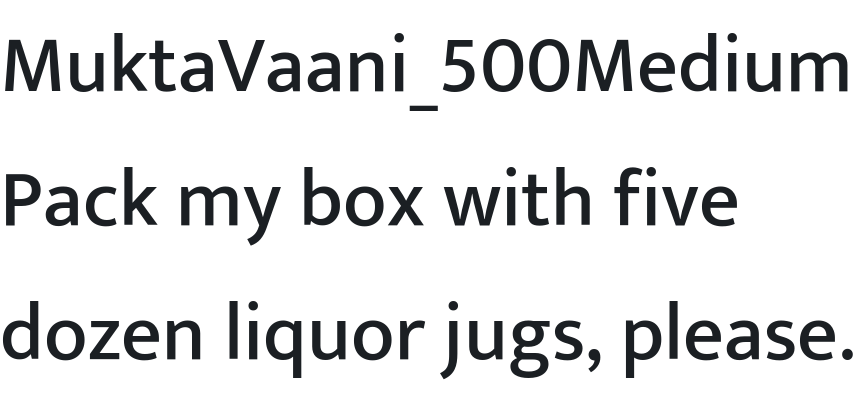 MuktaVaani_500Medium
Pack my box with five
dozen liquor jugs, please.